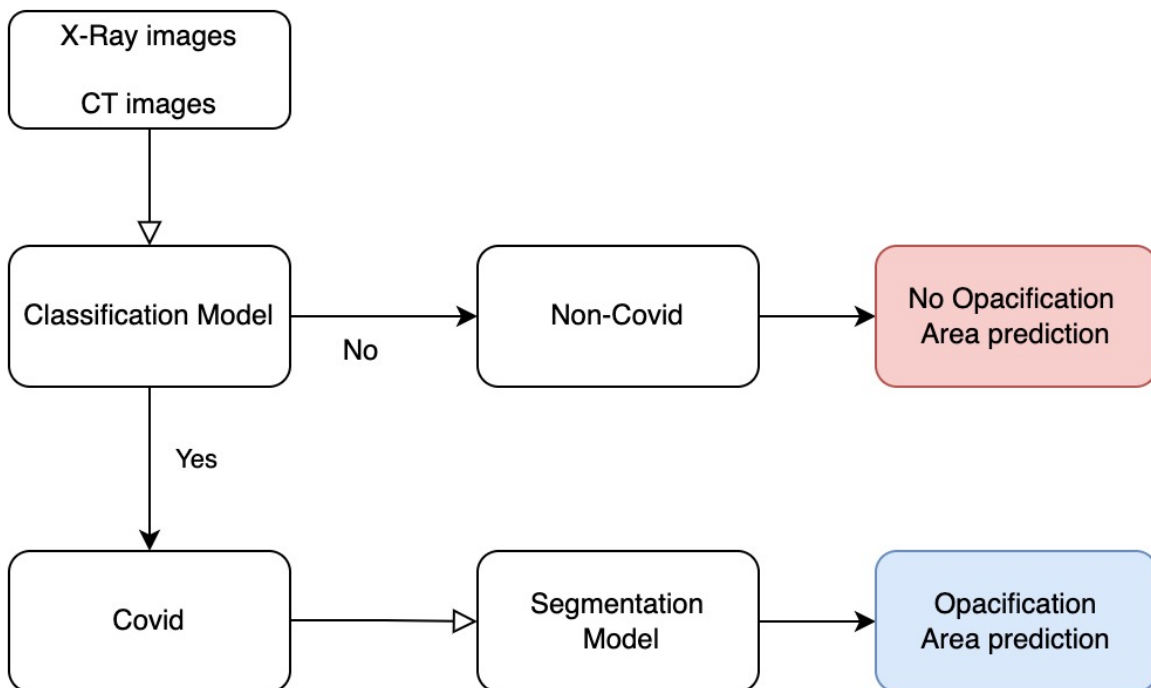 X-Ray images
CT images
Classification Model
No
Non-Covid
No Opacification
Area prediction
Yes
Covid
Segmentation
Model
Opacification
Area prediction